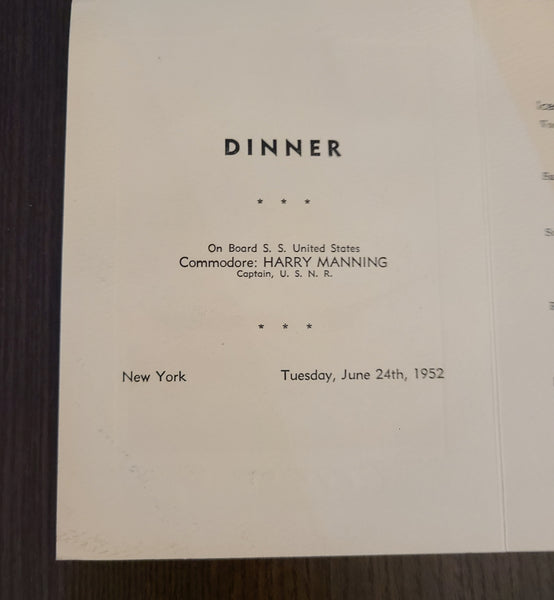 DINNER
* * *
On Board S. S. United States
Commodore: HARRY MANNING
Captain, U. S. N. R.
* * *
New York Tuesday, June 24th, 1952